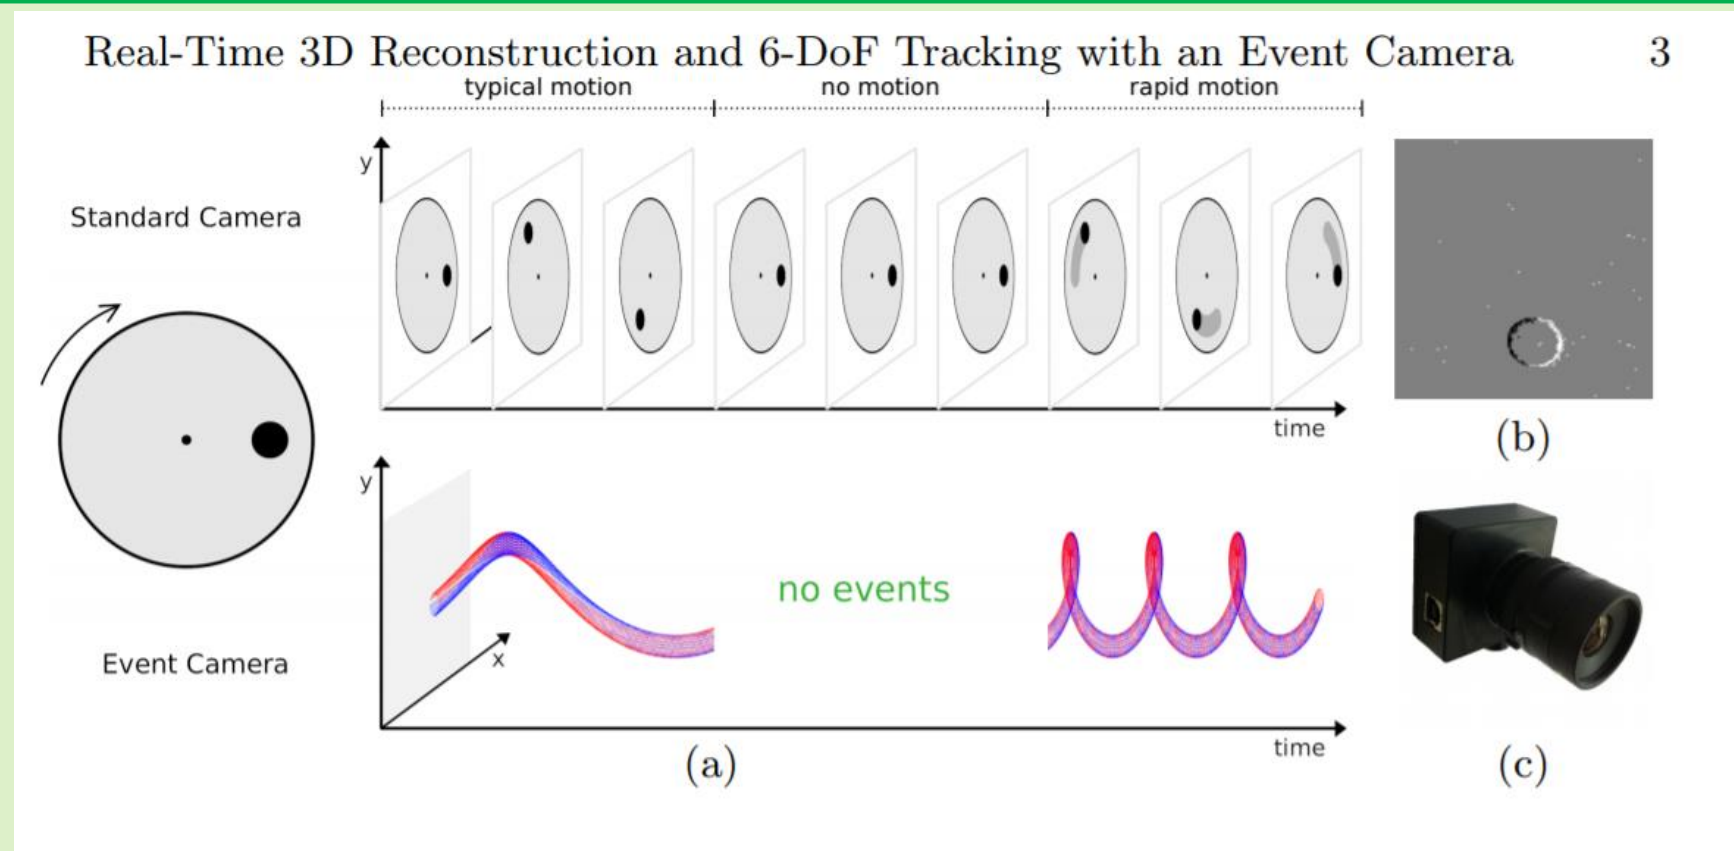 Real-Time 3D Reconstruction and 6-DoF Tracking with an Event Camera 3
typical motion no motion rapid motion
y
Standard Camera
time
(b)
y
no events
Event Camera
x
time
(a)
(c)